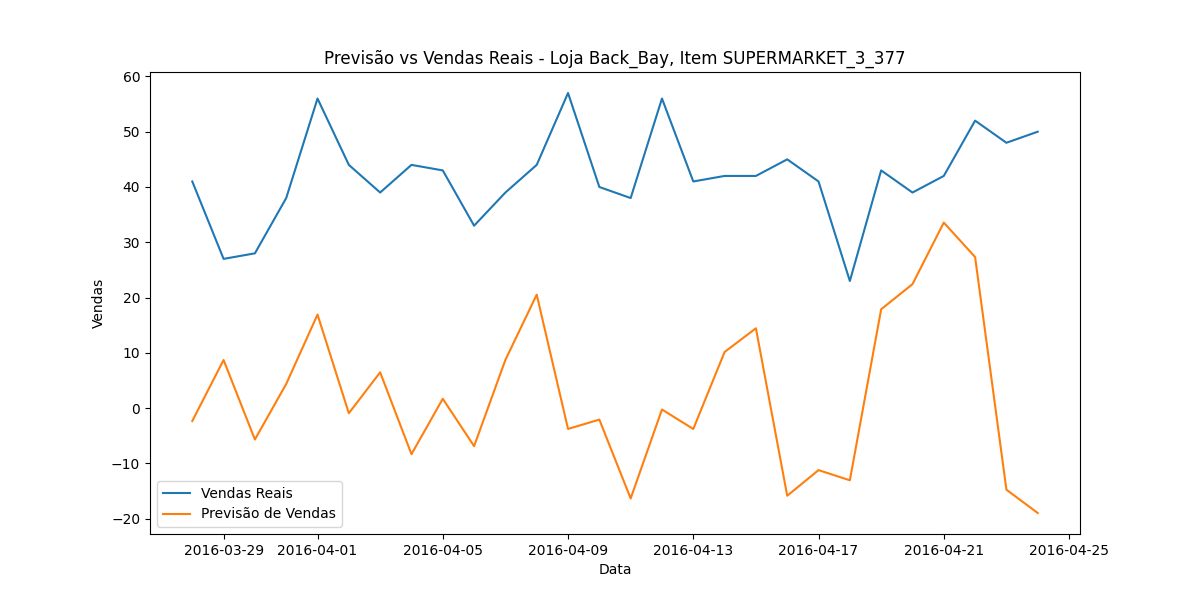 Previsão vs Vendas Reais - Loja Back_Bay, Item SUPERMARKET_3_377
60
50
40
30
20
10
0
−10
−20
Vendas
Vendas Reais
Previsão de Vendas
2016-03-29 2016-04-01 2016-04-05 2016-04-09 2016-04-13 2016-04-17 2016-04-21 2016-04-25
Data